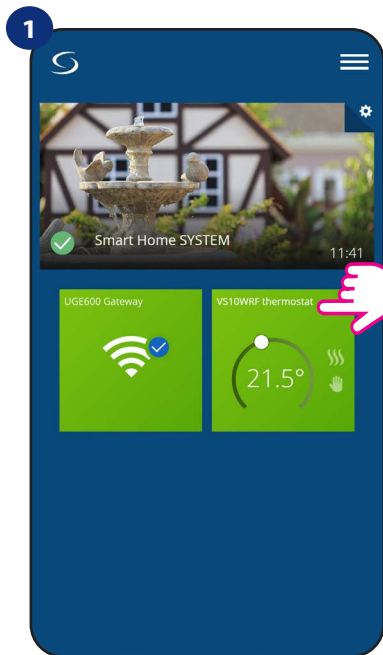 1
Smart Home SYSTEM
11:41
UGE600 Gateway
VS10WRF thermostat
21.5°